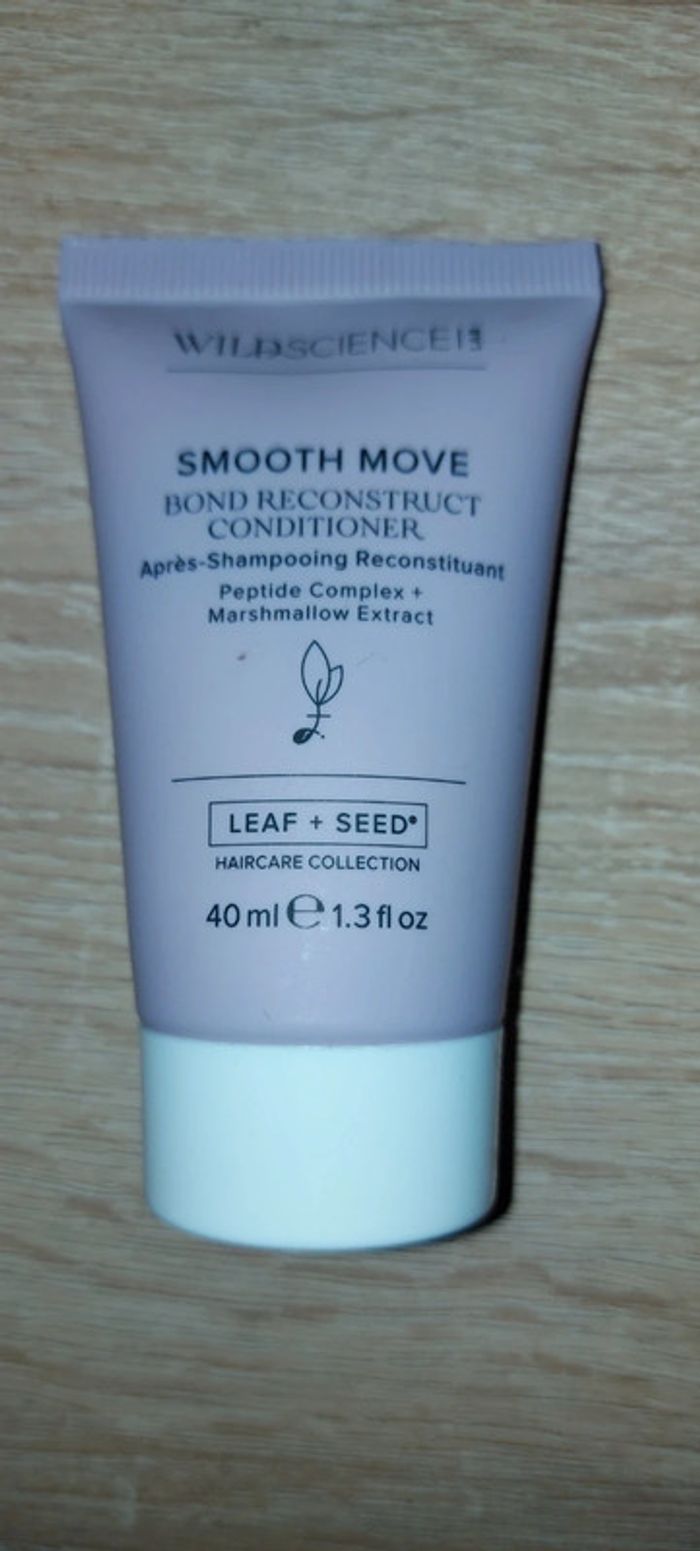 WILDSCIENCE LAB
SMOOTH MOVE
BOND RECONSTRUCT
CONDITIONER
Après-Shampooing Reconstituant
Peptide Complex +
Marshmallow Extract
LEAF + SEED®
HAIRCARE COLLECTION
40 ml ℮ 1.3 fl oz